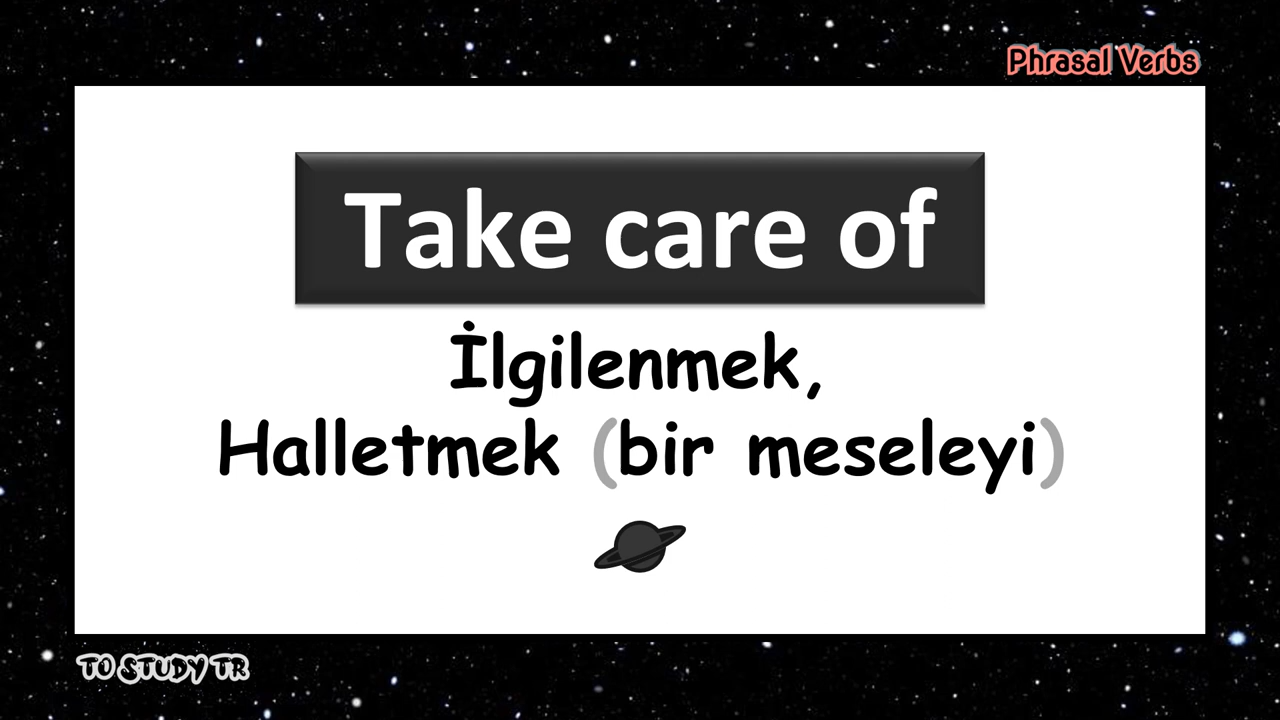 Phrasal Verbs
Take care of
İlgilenmek,
Halletmek (bir meseleyi)
TO STUDY TR